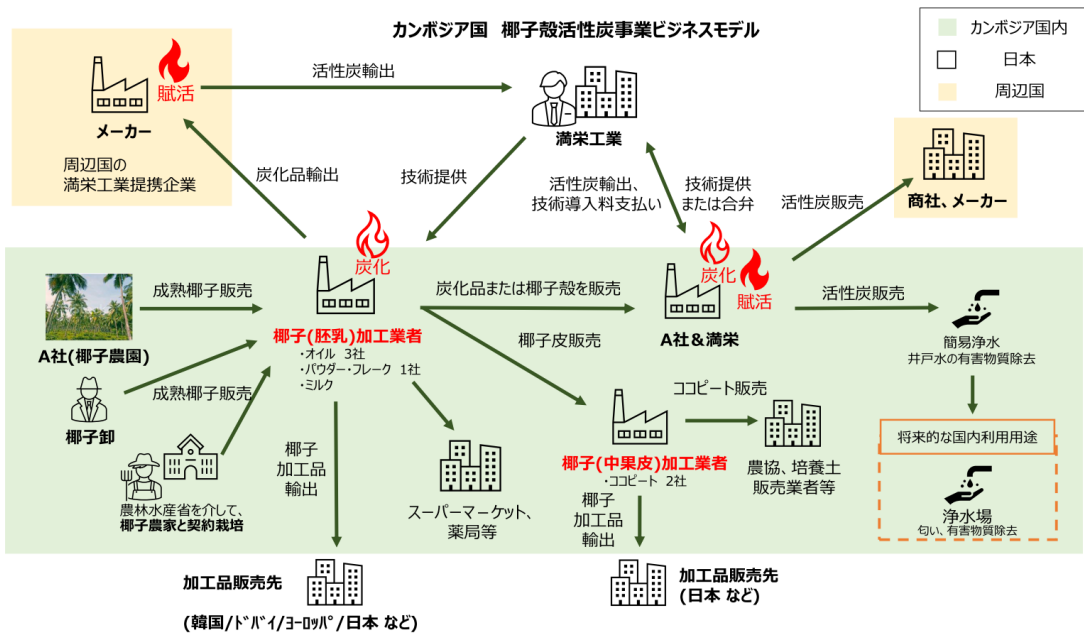 カンボジア国 椰子殻活性炭事業ビジネスモデル
カンボジア国内
日本
周辺国
賦活
メーカー
周辺国の
満栄工業提携企業
活性炭輸出
満栄工業
炭化品輸出
技術提供
活性炭輸出、
技術導入料支払い
技術提供
または合弁
活性炭販売
商社、メーカー
成熟椰子販売
A社(椰子農園)
成熟椰子販売
椰子卸
農林水産省を介して、
椰子農家と契約栽培
炭化
椰子(胚乳)加工業者
・オイル 3社
・パウダー・フレーク 1社
・ミルク
炭化品または椰子殻を販売
椰子皮販売
炭化
賦活
A社&満栄
活性炭販売
簡易浄水
井戸水の有害物質除去
将来的な国内利用用途
浄水場
匂い、有害物質除去
ココピート販売
椰子(中果皮)加工業者
・ココピート 2社
農協、培養土
販売業者等
椰子
加工品
輸出
スーパーマーケット、
薬局等
椰子
加工品
輸出
加工品販売先
(韓国/ドバイ/ヨーロッパ/日本 など)
加工品販売先
(日本 など)